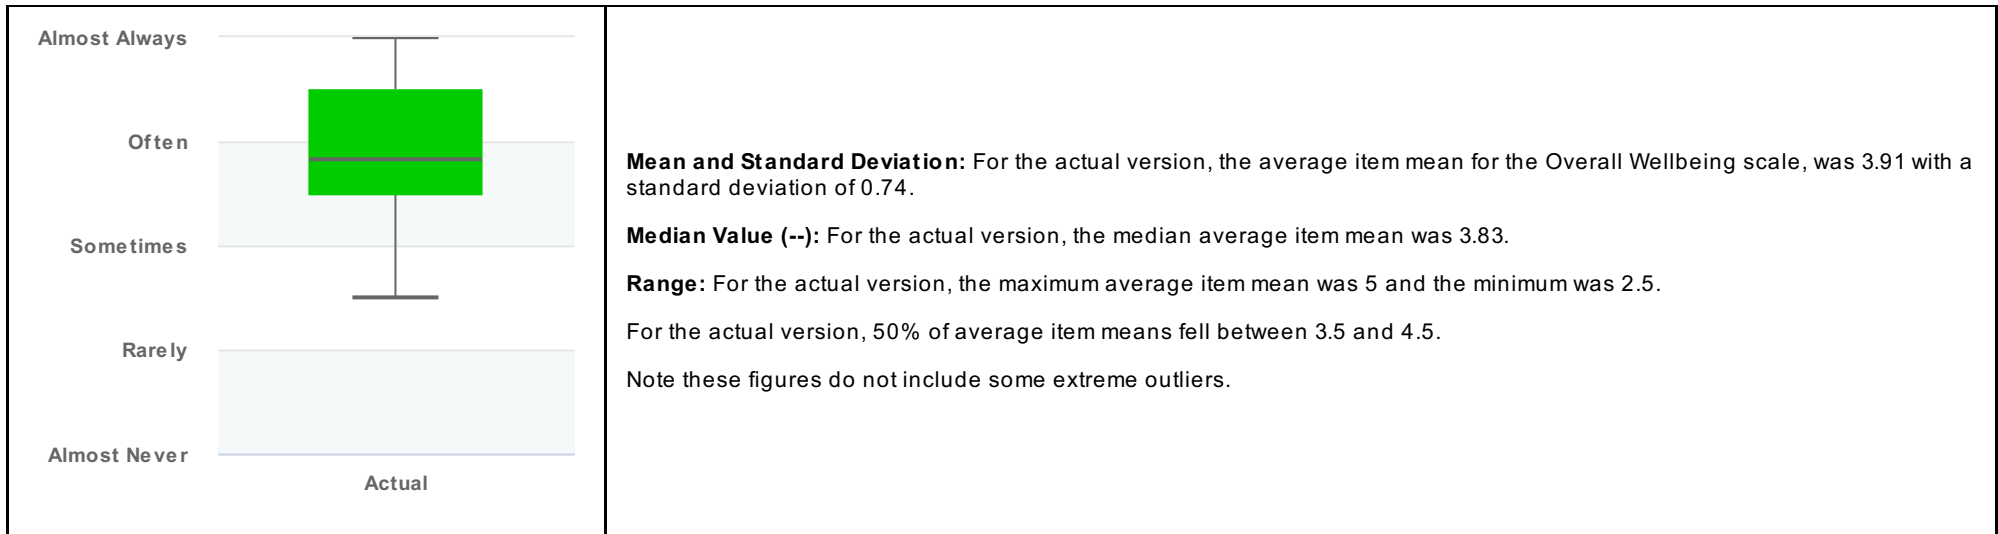 Almost Always
Often
Sometimes
Rarely
Almost Never
Actual
Mean and Standard Deviation: For the actual version, the average item mean for the Overall Wellbeing scale, was 3.91 with a
standard deviation of 0.74.
Median Value (--): For the actual version, the median average item mean was 3.83.
Range: For the actual version, the maximum average item mean was 5 and the minimum was 2.5.
For the actual version, 50% of average item means fell between 3.5 and 4.5.
Note these figures do not include some extreme outliers.